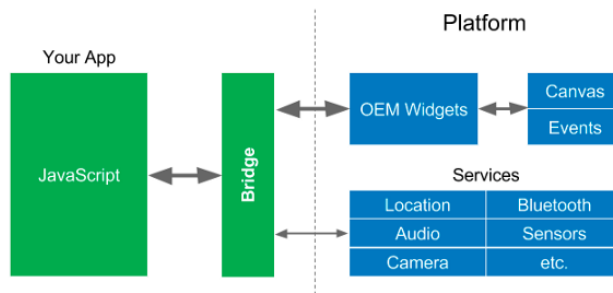 Platform
Your App
JavaScript
Bridge
OEM Widgets
Canvas
Events
Services
Location Bluetooth
Audio Sensors
Camera etc.